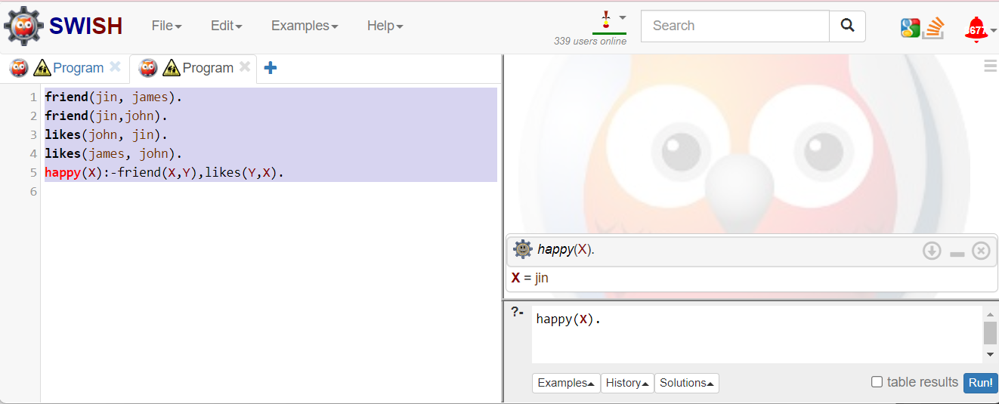 SWISH File Edit Examples Help Search
339 users online
Program Program
1 friend(jin, james).
2 friend(jin,john).
3 likes(john, jin).
4 likes(james, john).
5 happy(X):-friend(X,Y),likes(Y,X).
6
happy(X).
X = jin
?- happy(X).
Examples History Solutions table results Run!